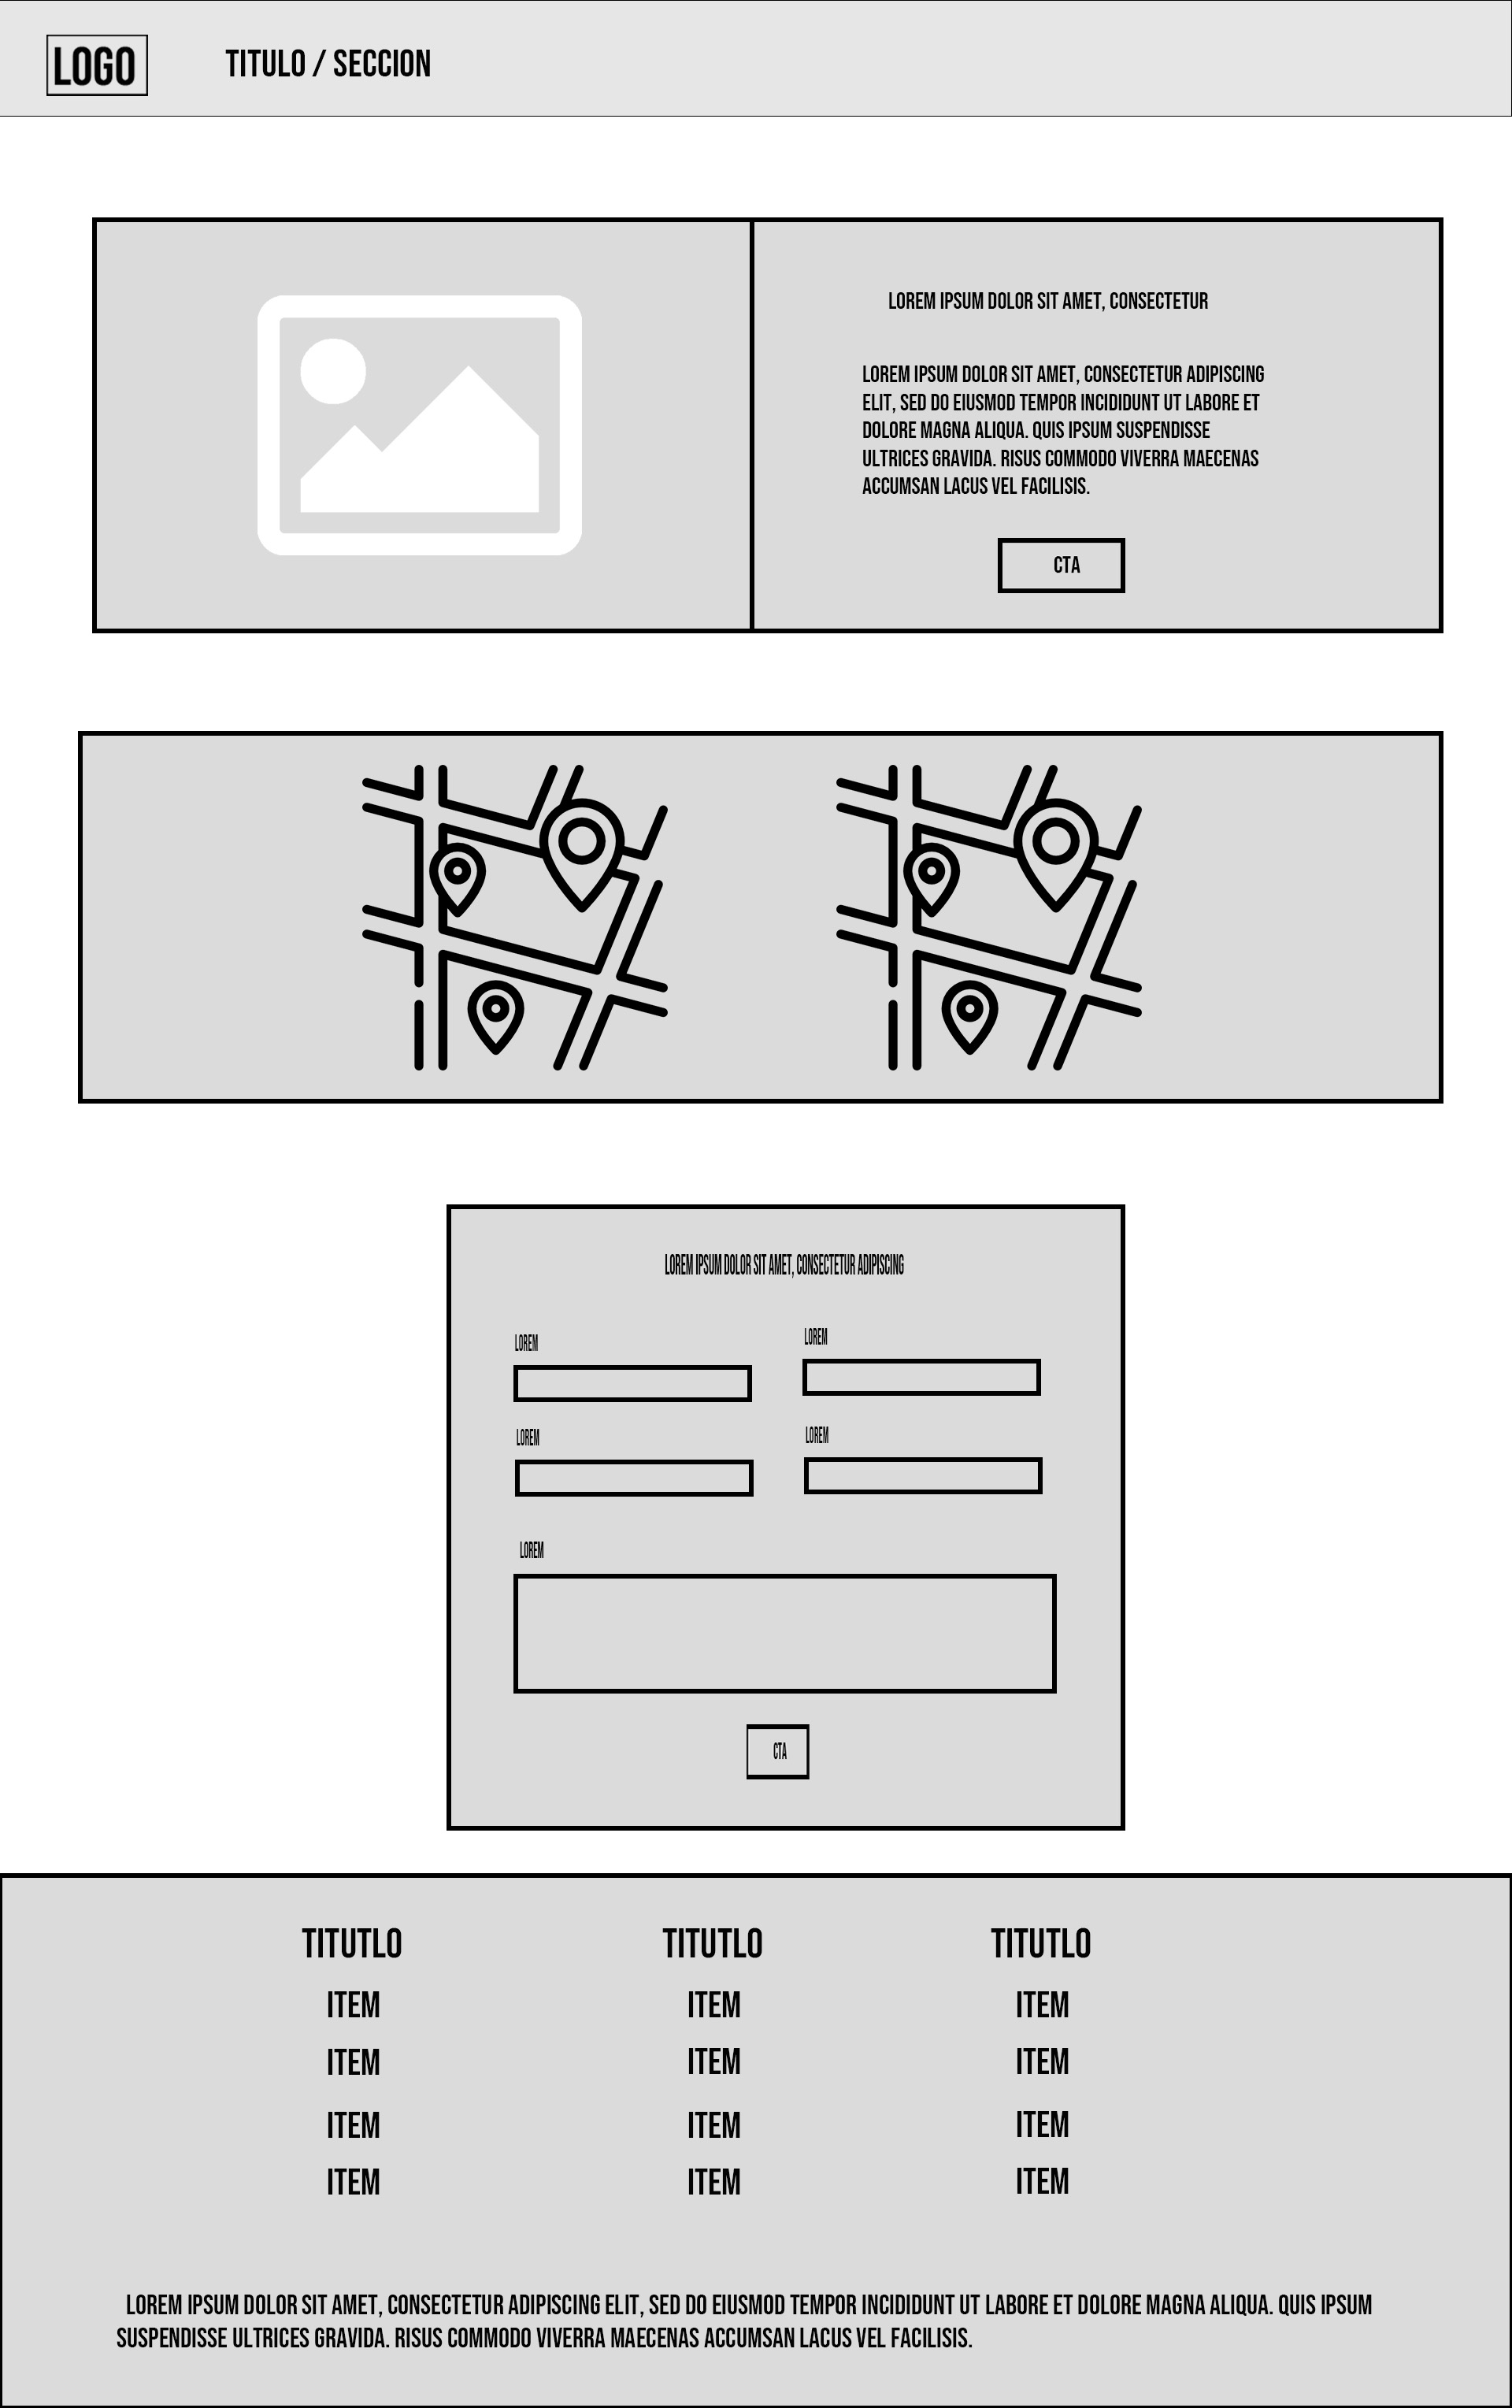 LOGO
TITULO / SECCION
LOREM IPSUM DOLOR SIT AMET, CONSECTETUR
LOREM IPSUM DOLOR SIT AMET, CONSECTETUR ADIPISCING
ELIT, SED DO EIUSMOD TEMPOR INCIDIDUNT UT LABORE ET
DOLORE MAGNA ALIQUA. QUIS IPSUM SUSPENDISSE
ULTRICES GRAVIDA. RISUS COMMODO VIVERRA MAECENAS
ACCUMSAN LACUS VEL FACILISIS.
CTA
LOREM IPSUM DOLOR SIT AMET, CONSECTETUR ADIPISCING
LOREM
LOREM
LOREM
LOREM
LOREM
CTA
TITUTLO
ITEM
ITEM
ITEM
ITEM
TITUTLO
ITEM
ITEM
ITEM
ITEM
TITUTLO
ITEM
ITEM
ITEM
ITEM
LOREM IPSUM DOLOR SIT AMET, CONSECTETUR ADIPISCING ELIT, SED DO EIUSMOD TEMPOR INCIDIDUNT UT LABORE ET DOLORE MAGNA ALIQUA. QUIS IPSUM
SUSPENDISSE ULTRICES GRAVIDA. RISUS COMMODO VIVERRA MAECENAS ACCUMSAN LACUS VEL FACILISIS.